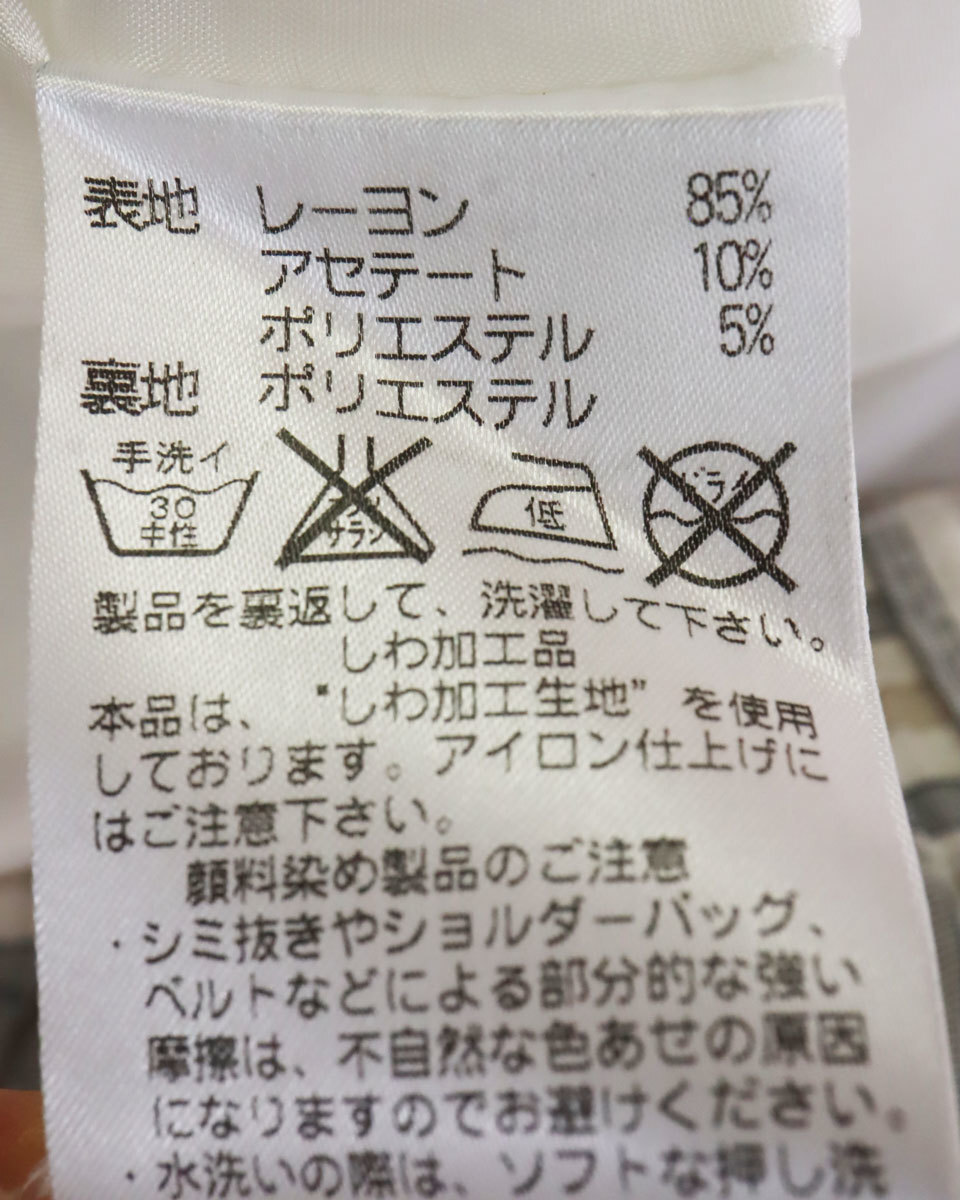 表地 レーヨン 85%
アセテート 10%
ポリエステル 5%
裏地 ポリエステル
手洗イ
30
中性
サラシ
低
ドライ
製品を裏返して、洗濯して下さい。
しわ加工品
本品は、“しわ加工生地”を使用
しております。アイロン仕上げに
はご注意下さい。
顔料染め製品のご注意
・シミ抜きやショルダーバッグ、
ベルトなどによる部分的な強い
摩擦は、不自然な色あせの原因
になりますのでお避けください。
・水洗いの際は、ソフトな押し洗